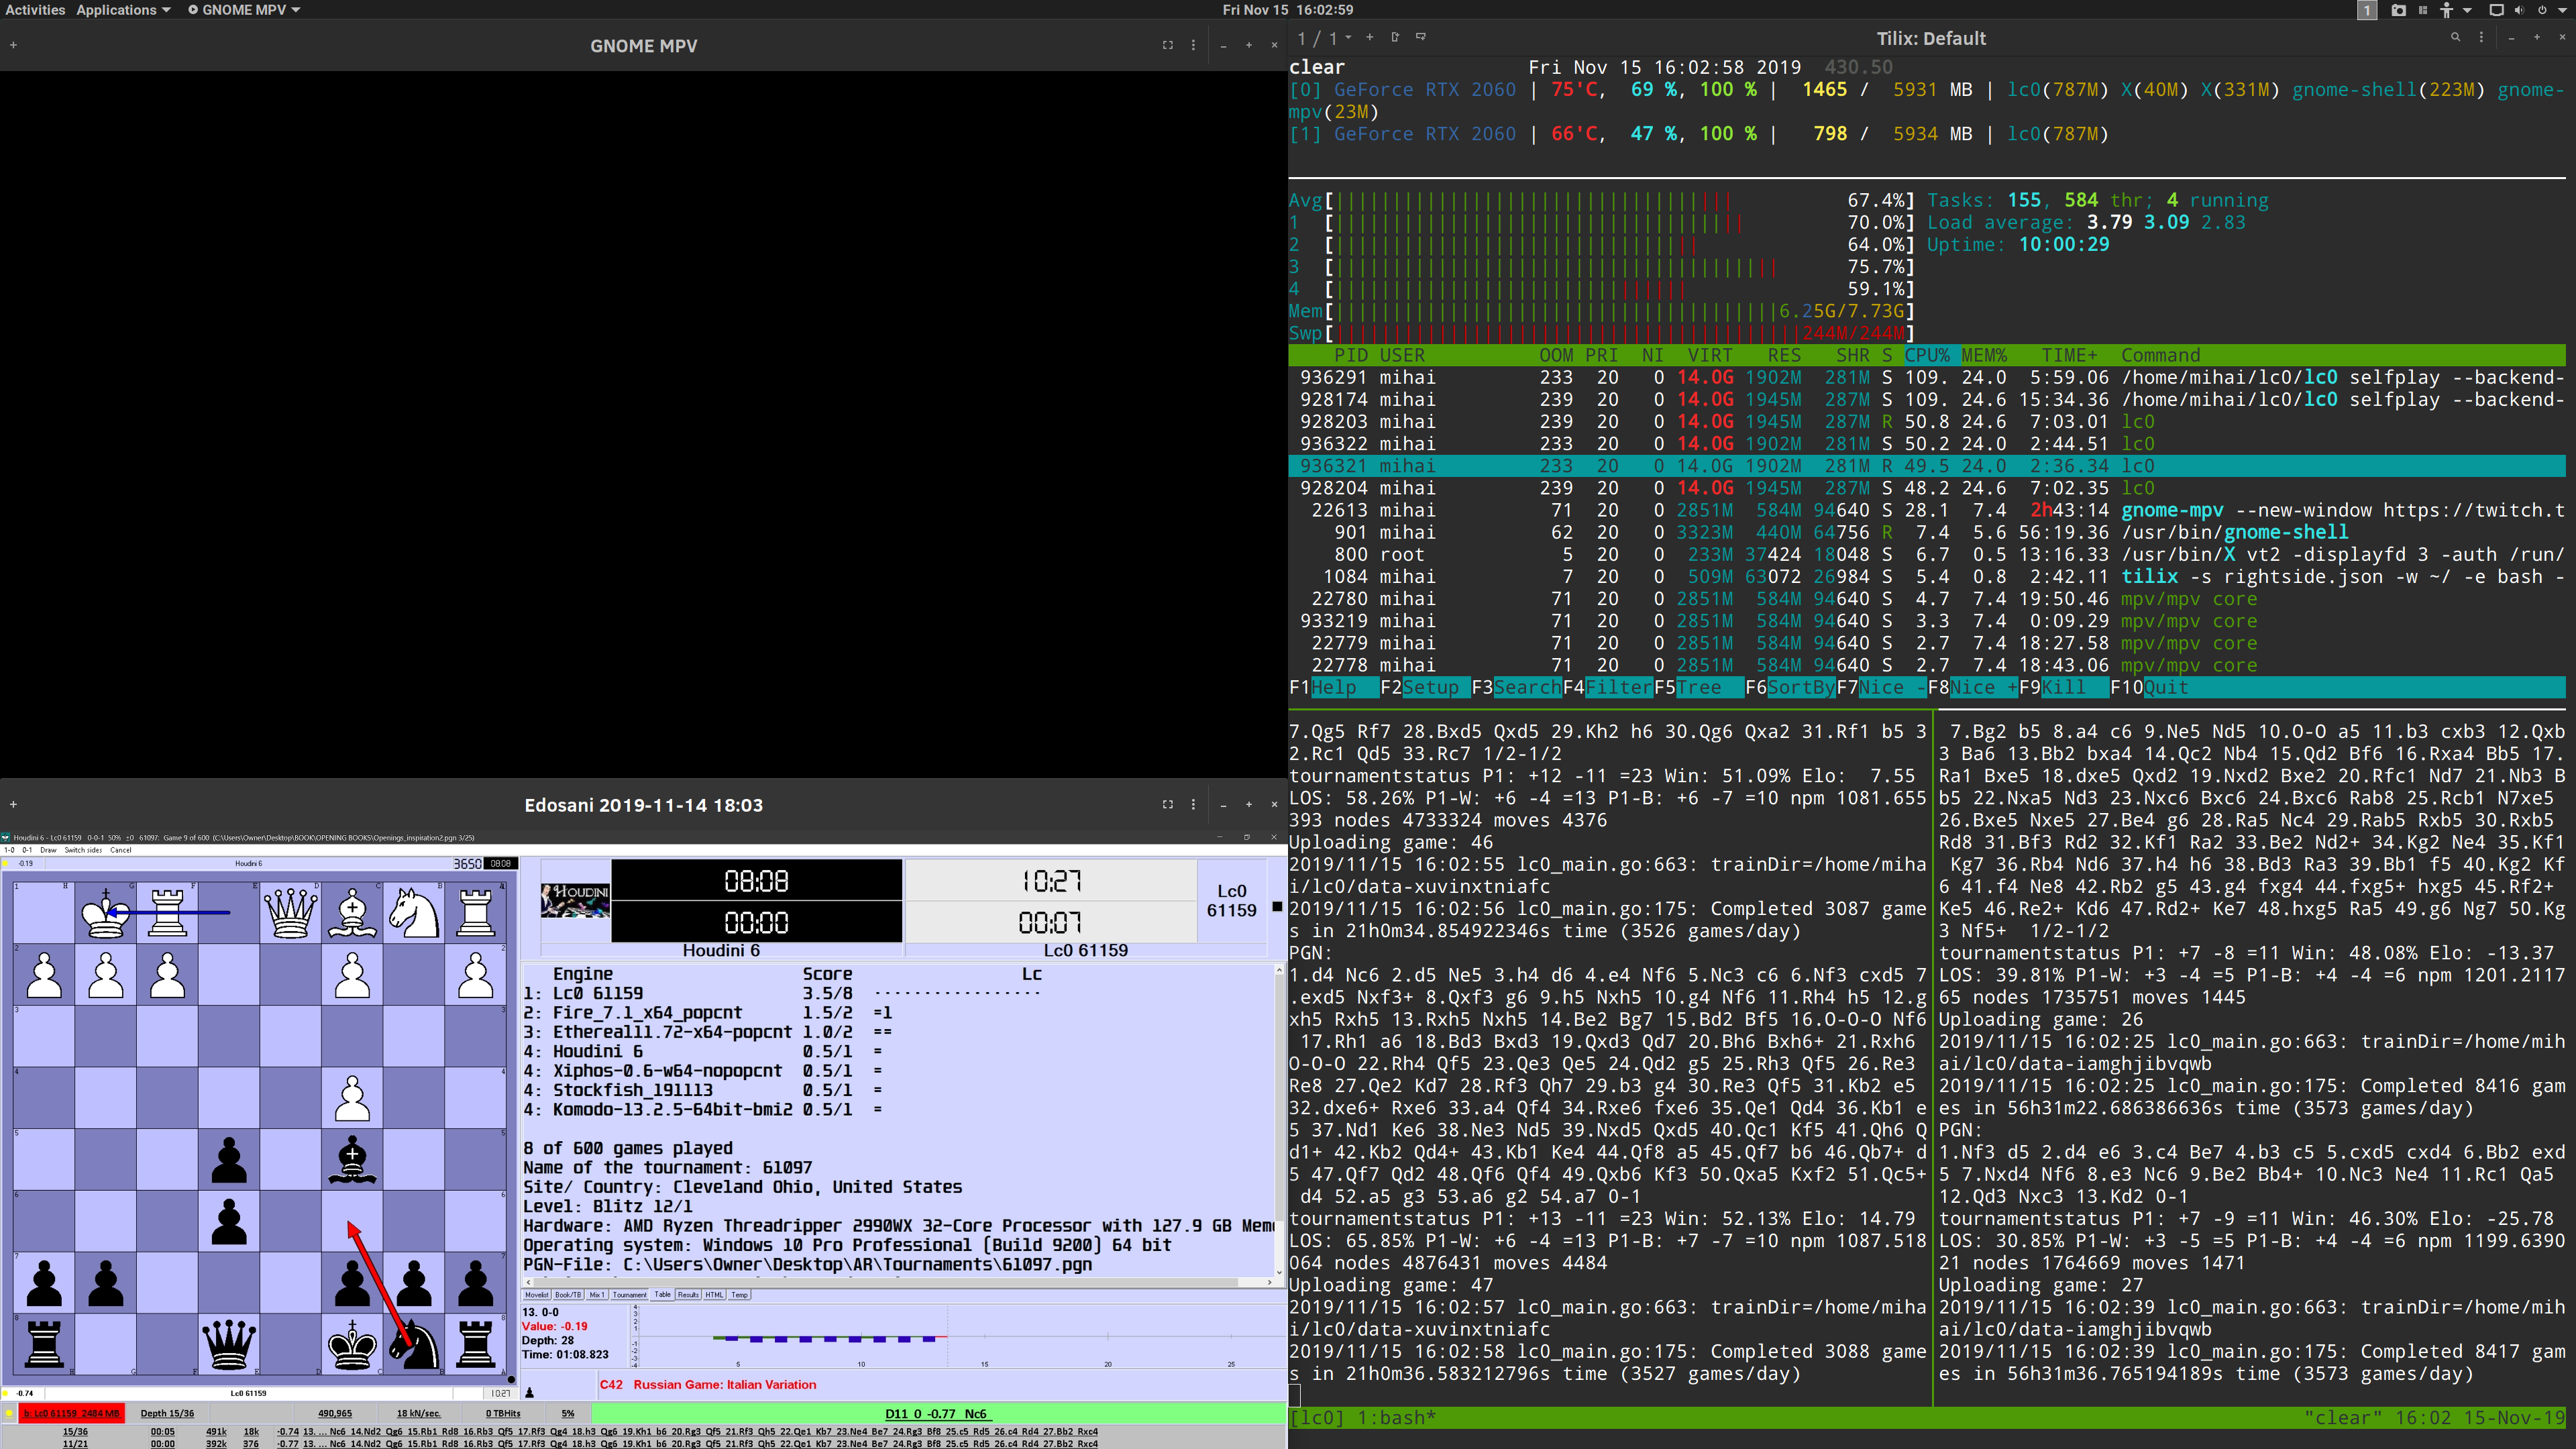 Activities Applications GNOME MPV Fri Nov 15 16:02:59 1
GNOME MPV
1 / 1 Tilix: Default
clear Fri Nov 15 16:02:58 2019 430.50
[0] GeForce RTX 2060 | 75'C, 69 %, 100 % | 1465 / 5931 MB | lc0(787M) X(40M) X(331M) gnome-shell(223M) gnome-
mpv(23M)
[1] GeForce RTX 2060 | 66'C, 47 %, 100 % | 798 / 5934 MB | lc0(787M)
Avg[ 67.4%] Tasks: 155, 584 thr; 4 running
1 [ 70.0%] Load average: 3.79 3.09 2.83
2 [ 64.0%] Uptime: 10:00:29
3 [ 75.7%]
4 [ 59.1%]
Mem[ 6.25G/7.73G]
Swp[ 244M/244M]
PID USER OOM PRI NI VIRT RES SHR S CPU% MEM% TIME+ Command
936291 mihai 233 20 0 14.0G 1902M 281M S 109. 24.0 5:59.06 /home/mihai/lc0/lc0 selfplay --backend-
928174 mihai 239 20 0 14.0G 1945M 287M S 109. 24.6 15:34.36 /home/mihai/lc0/lc0 selfplay --backend-
928203 mihai 239 20 0 14.0G 1945M 287M R 50.8 24.6 7:03.01 lc0
936322 mihai 233 20 0 14.0G 1902M 281M S 50.2 24.0 2:44.51 lc0
936321 mihai 233 20 0 14.0G 1902M 281M R 49.5 24.0 2:36.34 lc0
928204 mihai 239 20 0 14.0G 1945M 287M S 48.2 24.6 7:02.35 lc0
22613 mihai 71 20 0 2851M 584M 94640 S 28.1 7.4 2h43:14 gnome-mpv --new-window https://twitch.t
901 mihai 62 20 0 3323M 440M 64756 R 7.4 5.6 56:19.36 /usr/bin/gnome-shell
800 root 5 20 0 233M 37424 18048 S 6.7 0.5 13:16.33 /usr/bin/X vt2 -displayfd 3 -auth /run/
1084 mihai 7 20 0 509M 63072 26984 S 5.4 0.8 2:42.11 tilix -s rightside.json -w ~/ -e bash -
22780 mihai 71 20 0 2851M 584M 94640 S 4.7 7.4 19:50.46 mpv/mpv core
933219 mihai 71 20 0 2851M 584M 94640 S 3.3 7.4 0:09.29 mpv/mpv core
22779 mihai 71 20 0 2851M 584M 94640 S 2.7 7.4 18:27.58 mpv/mpv core
22778 mihai 71 20 0 2851M 584M 94640 S 2.7 7.4 18:43.06 mpv/mpv core
F1Help F2Setup F3SearchF4FilterF5Tree F6SortByF7Nice -F8Nice +F9Kill F10Quit
7.Qg5 Rf7 28.Bxd5 Qxd5 29.Kh2 h6 30.Qg6 Qxa2 31.Rf1 b5 3
2.Rc1 Qd5 33.Rc7 1/2-1/2
tournamentstatus P1: +12 -11 =23 Win: 51.09% Elo: 7.55
LOS: 58.26% P1-W: +6 -4 =13 P1-B: +6 -7 =10 npm 1081.655
393 nodes 4733324 moves 4376
Uploading game: 46
2019/11/15 16:02:55 lc0_main.go:663: trainDir=/home/miha
i/lc0/data-xuvinxtniafc
2019/11/15 16:02:56 lc0_main.go:175: Completed 3087 game
s in 21h0m34.854922346s time (3526 games/day)
PGN:
1.d4 Nc6 2.d5 Ne5 3.h4 d6 4.e4 Nf6 5.Nc3 c6 6.Nf3 cxd5 7
.exd5 Nxf3+ 8.Qxf3 g6 9.h5 Nxh5 10.g4 Nf6 11.Rh4 h5 12.g
xh5 Rxh5 13.Rxh5 Nxh5 14.Be2 Bg7 15.Bd2 Bf5 16.O-O-O Nf6
17.Rh1 a6 18.Bd3 Bxd3 19.Qxd3 Qd7 20.Bh6 Bxh6+ 21.Rxh6
O-O-O 22.Rh4 Qf5 23.Qe3 Qe5 24.Qd2 g5 25.Rh3 Qf5 26.Re3
Re8 27.Qe2 Kd7 28.Rf3 Qh7 29.b3 g4 30.Re3 Qf5 31.Kb2 e5
32.dxe6+ Rxe6 33.a4 Qf4 34.Rxe6 fxe6 35.Qe1 Qd4 36.Kb1 e
5 37.Nd1 Ke6 38.Ne3 Nd5 39.Nxd5 Qxd5 40.Qc1 Kf5 41.Qh6 Q
d1+ 42.Kb2 Qd4+ 43.Kb1 Ke4 44.Qf8 a5 45.Qf7 b6 46.Qb7+ d
5 47.Qf7 Qd2 48.Qf6 Qf4 49.Qxb6 Kf3 50.Qxa5 Kxf2 51.Qc5+
d4 52.a5 g3 53.a6 g2 54.a7 0-1
tournamentstatus P1: +13 -11 =23 Win: 52.13% Elo: 14.79
LOS: 65.85% P1-W: +6 -4 =13 P1-B: +7 -7 =10 npm 1087.518
064 nodes 4876431 moves 4484
Uploading game: 47
2019/11/15 16:02:57 lc0_main.go:663: trainDir=/home/miha
i/lc0/data-xuvinxtniafc
2019/11/15 16:02:58 lc0_main.go:175: Completed 3088 game
s in 21h0m36.583212796s time (3527 games/day)
7.Bg2 b5 8.a4 c6 9.Ne5 Nd5 10.O-O a5 11.b3 cxb3 12.Qxb
3 Ba6 13.Bb2 bxa4 14.Qc2 Nb4 15.Qd2 Bf6 16.Rxa4 Bb5 17.
Ra1 Bxe5 18.dxe5 Qxd2 19.Nxd2 Bxe2 20.Rfc1 Nd7 21.Nb3 B
b5 22.Nxa5 Nd3 23.Nxc6 Bxc6 24.Bxc6 Rab8 25.Rcb1 N7xe5
26.Bxe5 Nxe5 27.Be4 g6 28.Ra5 Nc4 29.Rab5 Rxb5 30.Rxb5
Rd8 31.Bf3 Rd2 32.Kf1 Ra2 33.Be2 Nd2+ 34.Kg2 Ne4 35.Kf1
Kg7 36.Rb4 Nd6 37.h4 h6 38.Bd3 Ra3 39.Bb1 f5 40.Kg2 Kf
6 41.f4 Ne8 42.Rb2 g5 43.g4 fxg4 44.fxg5+ hxg5 45.Rf2+
Ke5 46.Re2+ Kd6 47.Rd2+ Ke7 48.hxg5 Ra5 49.g6 Ng7 50.Kg
3 Nf5+ 1/2-1/2
tournamentstatus P1: +7 -8 =11 Win: 48.08% Elo: -13.37
LOS: 39.81% P1-W: +3 -4 =5 P1-B: +4 -4 =6 npm 1201.2117
65 nodes 1735751 moves 1445
Uploading game: 26
2019/11/15 16:02:25 lc0_main.go:663: trainDir=/home/mih
ai/lc0/data-iamghjibvqwb
2019/11/15 16:02:25 lc0_main.go:175: Completed 8416 gam
es in 56h31m22.686386636s time (3573 games/day)
PGN:
1.Nf3 d5 2.d4 e6 3.c4 Be7 4.b3 c5 5.cxd5 cxd4 6.Bb2 exd
5 7.Nxd4 Nf6 8.e3 Nc6 9.Be2 Bb4+ 10.Nc3 Ne4 11.Rc1 Qa5
12.Qd3 Nxc3 13.Kd2 0-1
tournamentstatus P1: +7 -9 =11 Win: 46.30% Elo: -25.78
LOS: 30.85% P1-W: +3 -5 =5 P1-B: +4 -4 =6 npm 1199.6390
21 nodes 1764669 moves 1471
Uploading game: 27
2019/11/15 16:02:39 lc0_main.go:663: trainDir=/home/mih
ai/lc0/data-iamghjibvqwb
2019/11/15 16:02:39 lc0_main.go:175: Completed 8417 gam
es in 56h31m36.765194189s time (3573 games/day)
[lc0] 1:bash* "clear" 16:02 15-Nov-19
Edosani 2019-11-14 18:03
Houdini 6 - Lc0 61159 0-0-1 50% ±0 61097: Game 9 of 600 (C:\Users\Owner\Desktop\BOOK\OPENING BOOKS\Openings_inspiration2.pgn 3/25)
1-0 0-1 Draw Switch sides Cancel
-0.19 Houdini 6 3650 08:08
08:08 10:27
HOUDINI Lc0
61159
00:00 00:07
Houdini 6 Lc0 61159
Engine Score Lc
1: Lc0 61159 3.5/8 - - - - - - - - - - - - - - - - -
2: Fire_7.1_x64_popcnt 1.5/2 =1
3: Ethereal11.72-x64-popcnt 1.0/2 ==
4: Houdini 6 0.5/1 =
4: Xiphos-0.6-w64-nopopcnt 0.5/1 =
4: Stockfish_191113 0.5/1 =
4: Komodo-13.2.5-64bit-bmi2 0.5/1 =
8 of 600 games played
Name of the tournament: 61097
Site/ Country: Cleveland Ohio, United States
Level: Blitz 12/1
Hardware: AMD Ryzen Threadripper 2990WX 32-Core Processor with 127.9 GB Mem
Operating system: Windows 10 Pro Professional (Build 9200) 64 bit
PGN-File: C:\Users\Owner\Desktop\AR\Tournaments\61097.pgn
Movelist Book/TB Mix 1 Tournament Table Results HTML Temp
13. 0-0
Value: -0.19
Depth: 28
Time: 01:08.823
5 10 15 20 25
C42 Russian Game: Italian Variation
-0.74 Lc0 61159 10:27
b: Lc0 61159 2484 MB Depth 15/36 490,965 18 kN/sec. 0 TBHits 5% D11 0 -0.77 Nc6
15/36 00:05 491k 18k -0.74 13. ... Nc6 14.Nd2 Qg6 15.Rb1 Rd8 16.Rb3 Qf5 17.Rf3 Qg4 18.h3 Qg6 19.Kh1 b6 20.Rg3 Qf5 21.Rf3 Qh5 22.Qe1 Kb7 23.Ne4 Be7 24.Rg3 Bf8 25.c5 Rd5 26.c4 Rd4 27.Bb2 Rxc4
11/21 00:00 392k 376 -0.77 13. ... Nc6 14.Nd2 Qg6 15.Rb1 Rd8 16.Rb3 Qf5 17.Rf3 Qg4 18.h3 Qg6 19.Kh1 b6 20.Rg3 Qf5 21.Rf3 Qh5 22.Qe1 Kb7 23.Ne4 Be7 24.Rg3 Bf8 25.c5 Rd5 26.c4 Rd4 27.Bb2 Rxc4